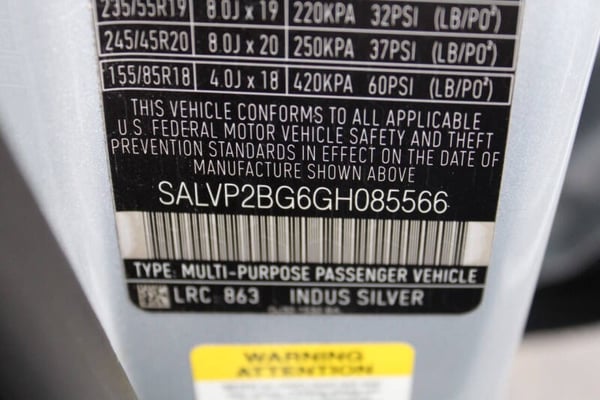 235/55R19 8.0J x 19 220KPA 32PSI (LB/PO²)
245/45R20 8.0J x 20 250KPA 37PSI (LB/PO²)
155/85R18 4.0J x 18 420KPA 60PSI (LB/PO²)
THIS VEHICLE CONFORMS TO ALL APPLICABLE
U.S. FEDERAL MOTOR VEHICLE SAFETY AND THEFT
PREVENTION STANDARDS IN EFFECT ON THE DATE OF
MANUFACTURE SHOWN ABOVE
SALVP2BG6GH085566
TYPE: MULTI-PURPOSE PASSENGER VEHICLE
LRC 863 INDUS SILVER
WARNING
ATTENTION